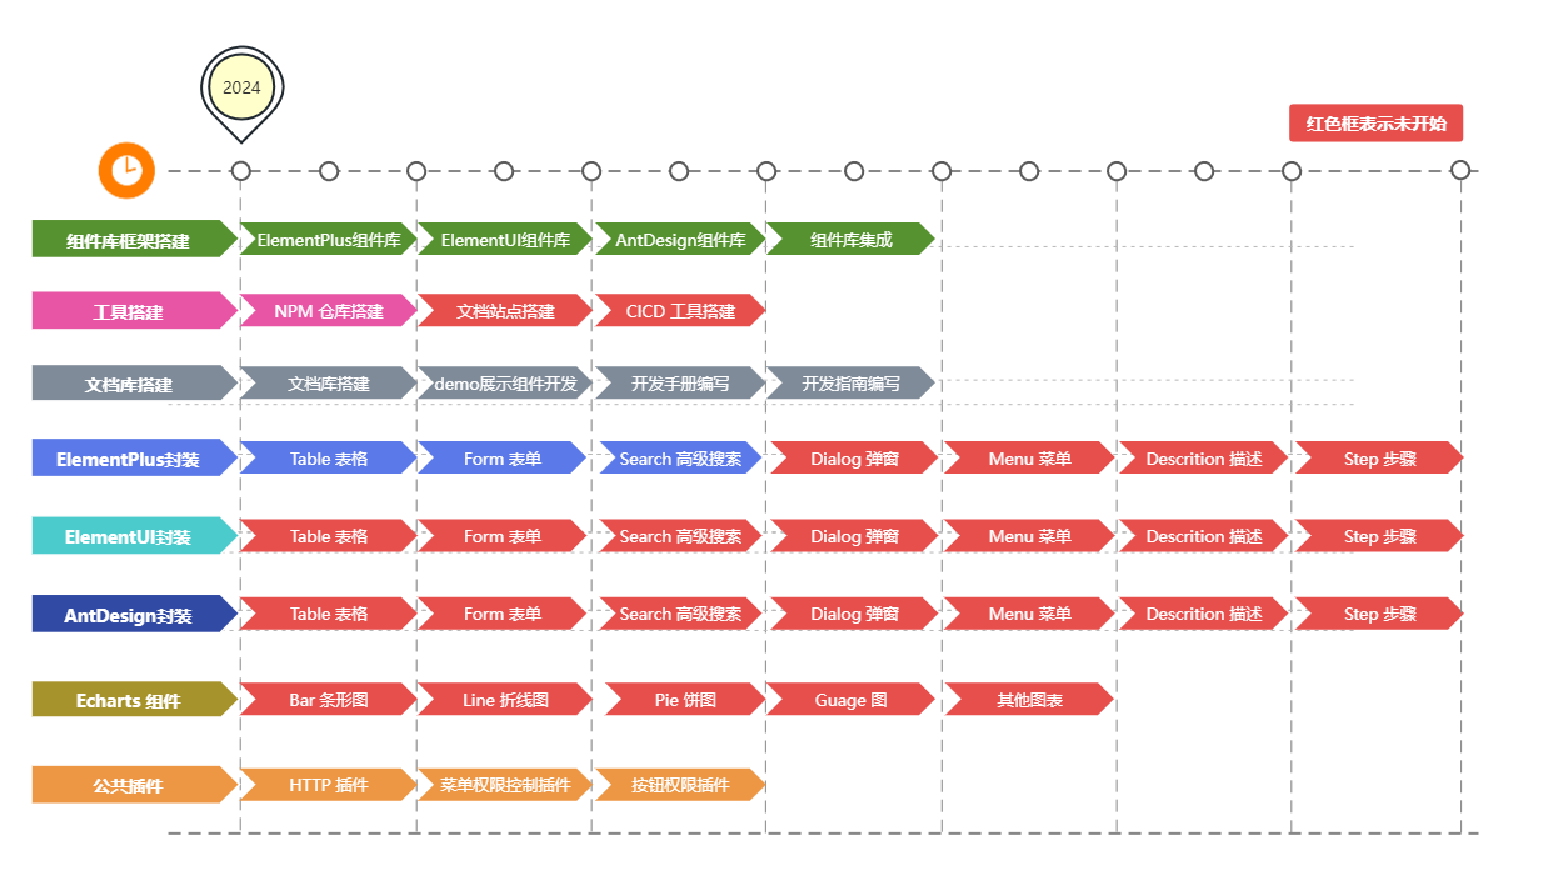 2024
红色框表示未开始
组件库框架搭建
ElementPlus组件库
ElementUI组件库
AntDesign组件库
组件库集成
工具搭建
NPM 仓库搭建
文档站点搭建
CICD 工具搭建
文档库搭建
文档库搭建
demo展示组件开发
开发手册编写
开发指南编写
ElementPlus封装
Table 表格
Form 表单
Search 高级搜索
Dialog 弹窗
Menu 菜单
Descrition 描述
Step 步骤
ElementUI封装
Table 表格
Form 表单
Search 高级搜索
Dialog 弹窗
Menu 菜单
Descrition 描述
Step 步骤
AntDesign封装
Table 表格
Form 表单
Search 高级搜索
Dialog 弹窗
Menu 菜单
Descrition 描述
Step 步骤
Echarts 组件
Bar 条形图
Line 折线图
Pie 饼图
Guage 图
其他图表
公共插件
HTTP 插件
菜单权限控制插件
按钮权限插件